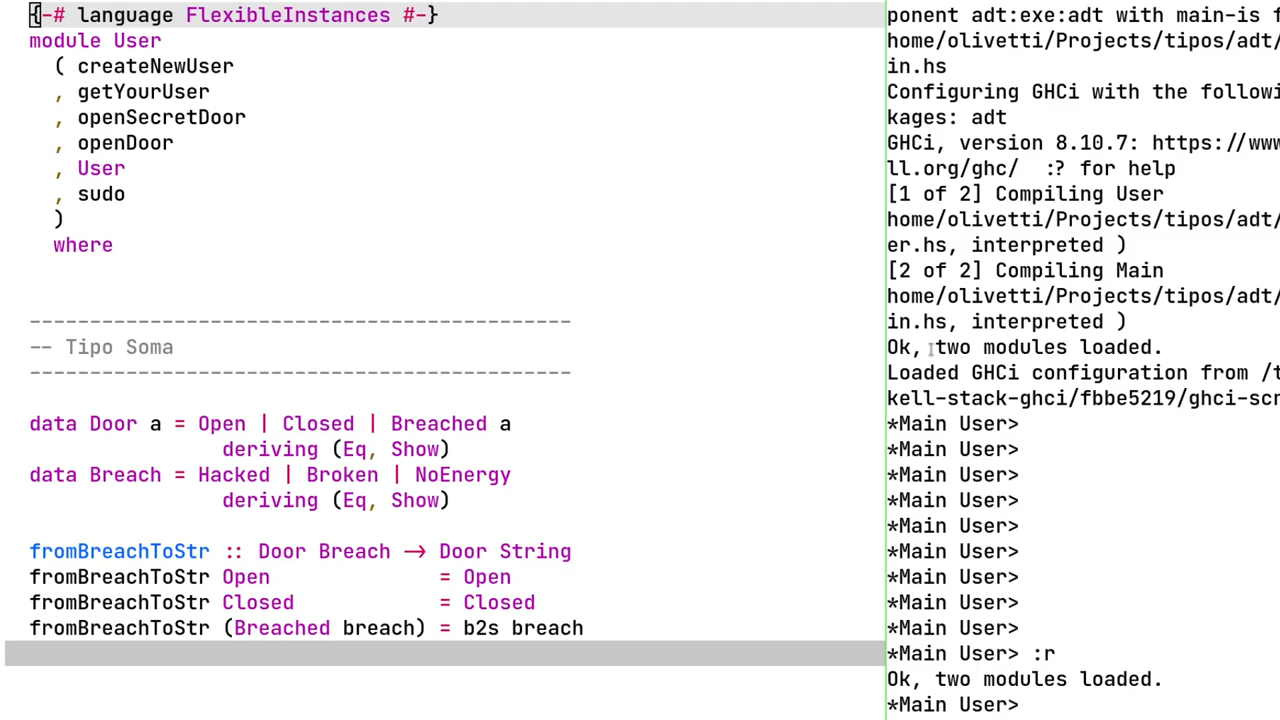 {-# language FlexibleInstances #-}
module User
( createNewUser
, getYourUser
, openSecretDoor
, openDoor
, User
, sudo
)
where
-----------------------------------------
-- Tipo Soma
-----------------------------------------
data Door a = Open | Closed | Breached a
deriving (Eq, Show)
data Breach = Hacked | Broken | NoEnergy
deriving (Eq, Show)
fromBreachToStr :: Door Breach -> Door String
fromBreachToStr Open = Open
fromBreachToStr Closed = Closed
fromBreachToStr (Breached breach) = b2s breach
ponent adt:exe:adt with main-is f
home/olivetti/Projects/tipos/adt/
in.hs
Configuring GHCi with the followi
kages: adt
GHCi, version 8.10.7: https://www
ll.org/ghc/ :? for help
[1 of 2] Compiling User
home/olivetti/Projects/tipos/adt/
er.hs, interpreted )
[2 of 2] Compiling Main
home/olivetti/Projects/tipos/adt/
in.hs, interpreted )
Ok, two modules loaded.
Loaded GHCi configuration from /t
kell-stack-ghci/fbbe5219/ghci-scr
*Main User>
*Main User>
*Main User>
*Main User>
*Main User>
*Main User>
*Main User>
*Main User>
*Main User>
*Main User> :r
Ok, two modules loaded.
*Main User>